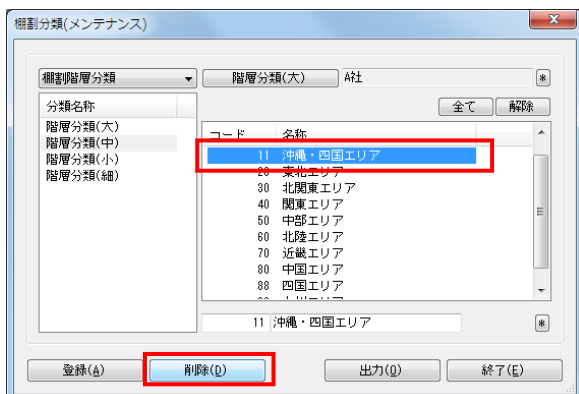 棚割分類(メンテナンス)
棚割階層分類 階層分類(大) A社 *
全て 解除
分類名称
階層分類(大)
階層分類(中)
階層分類(小)
階層分類(細)
コード 名称
11 沖縄・四国エリア
20 東北エリア
30 北関東エリア
40 関東エリア
50 中部エリア
60 北陸エリア
70 近畿エリア
80 中国エリア
88 四国エリア
11 沖縄・四国エリア *
登録(A) 削除(D) 出力(O) 終了(E)